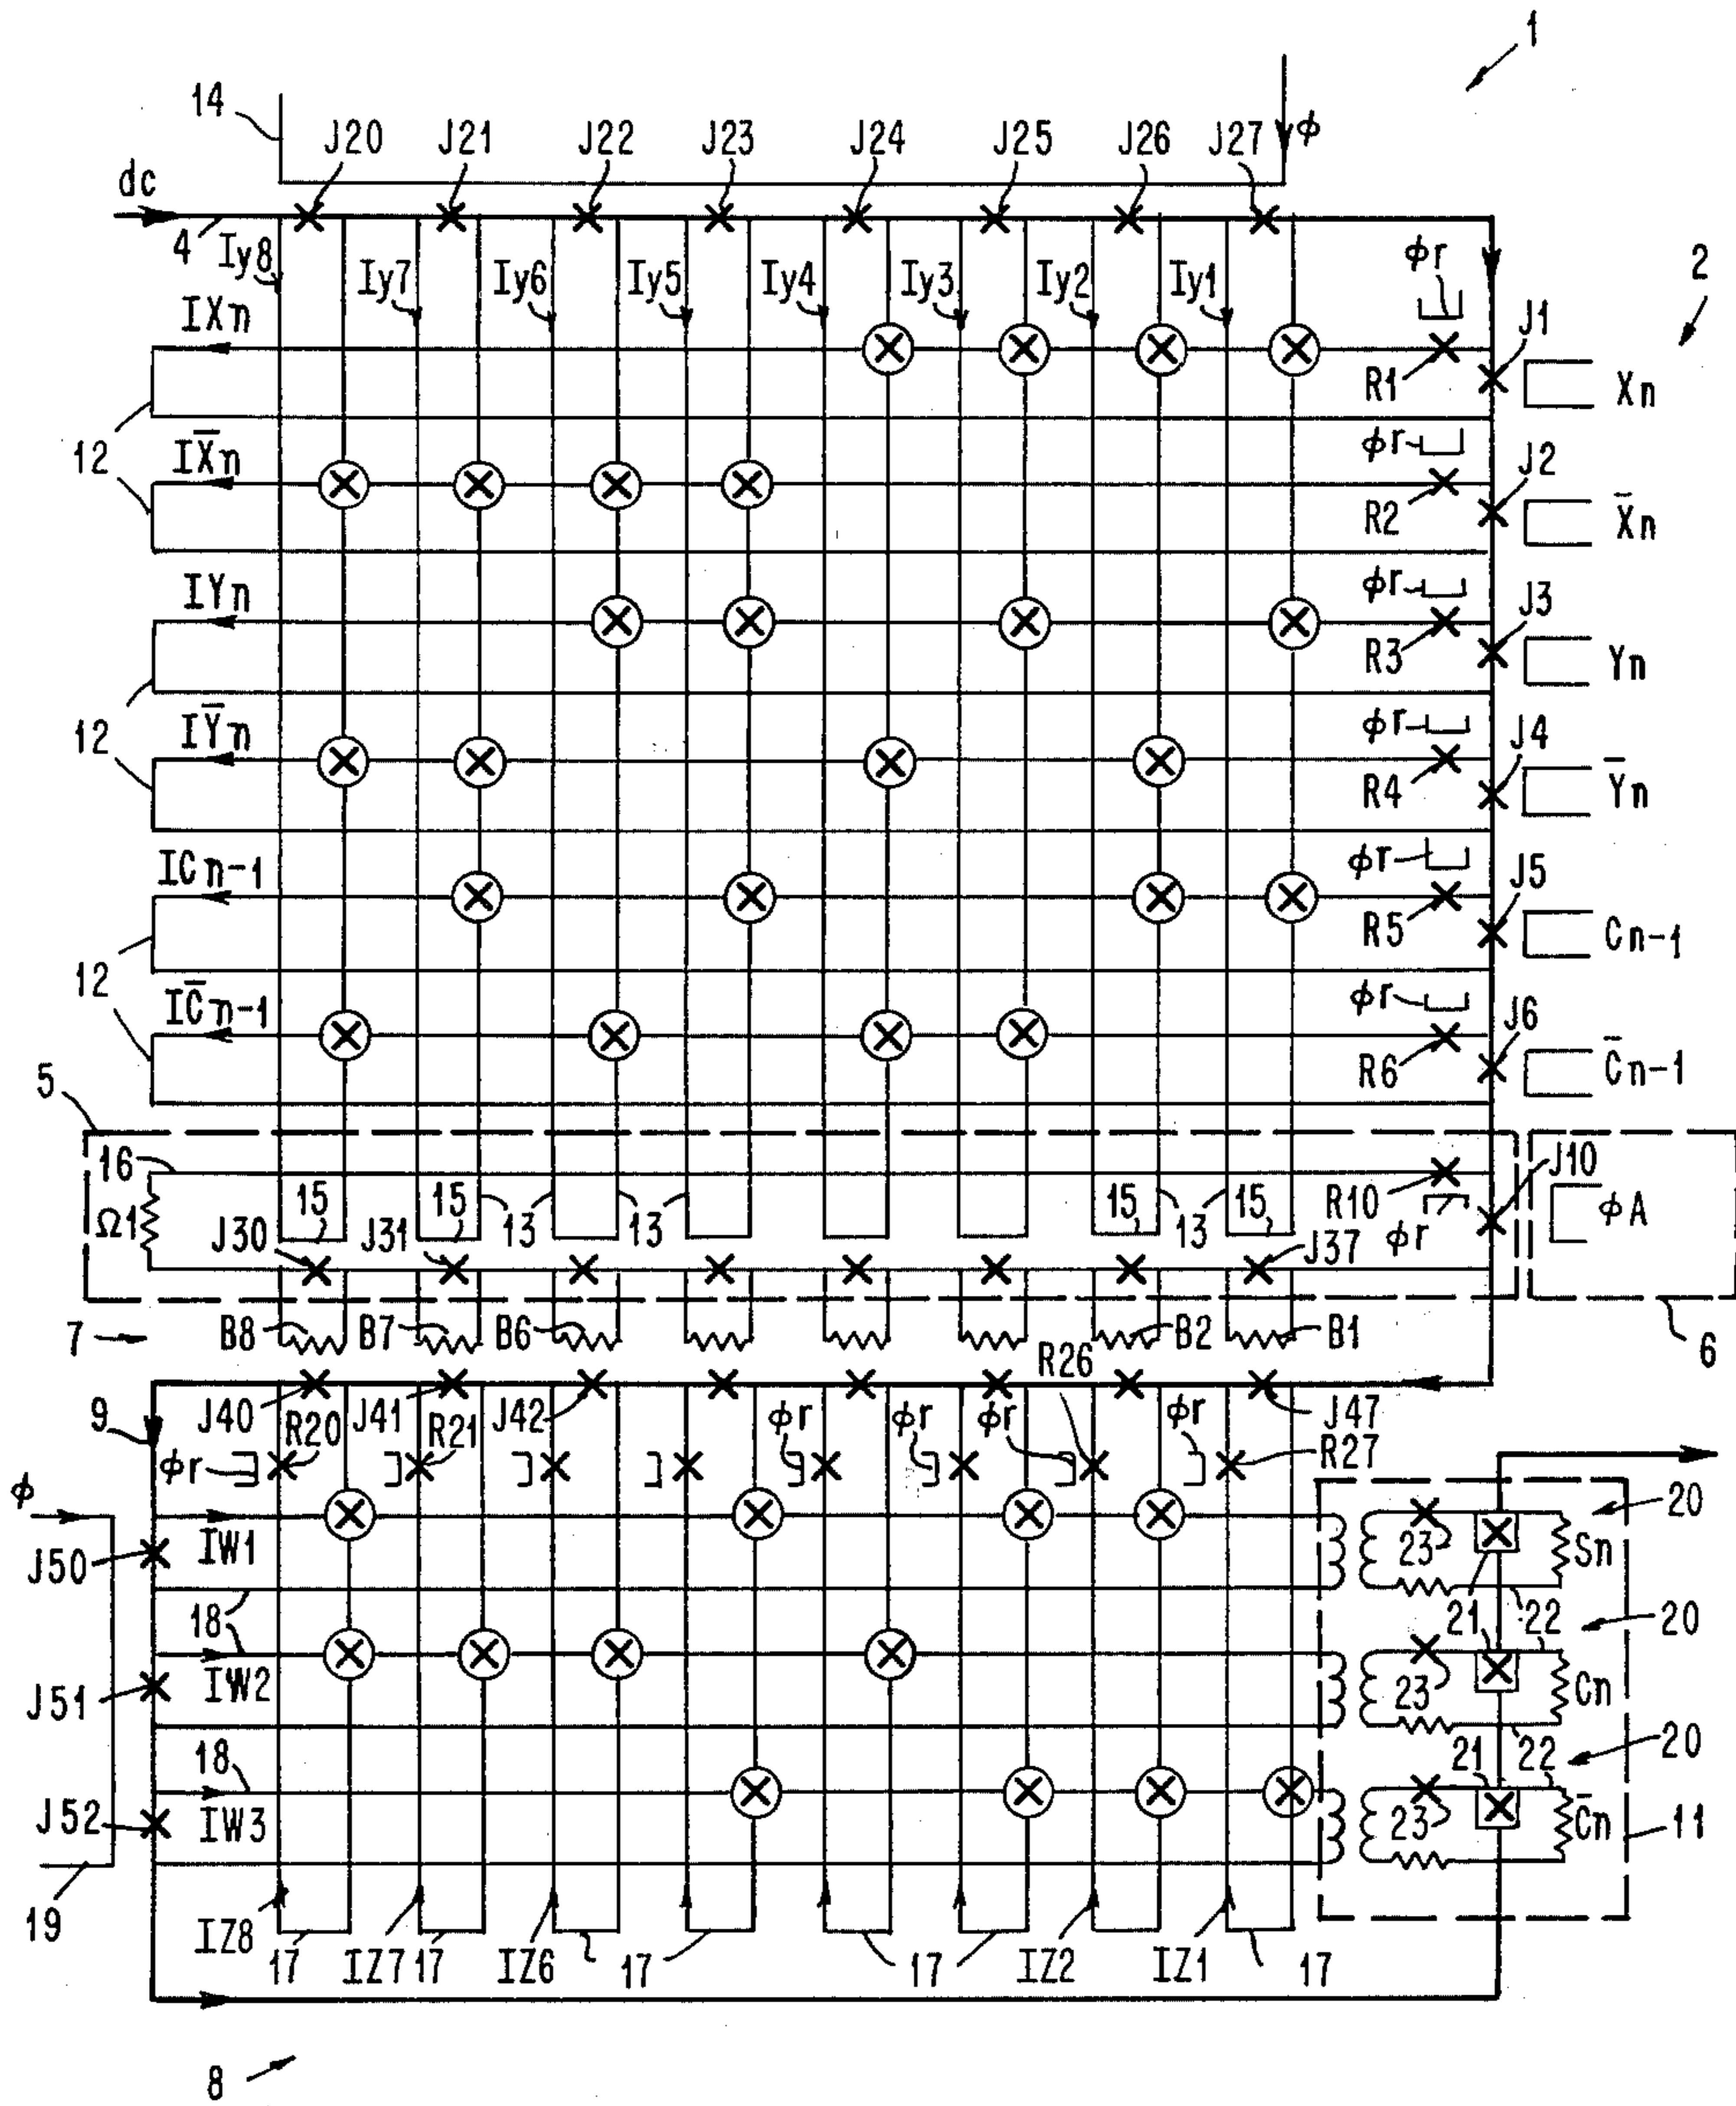 1
14
J20 J21 J22 J23 J24 J25 J26 J27 ϕ
dc
4 Iy8 Iy7 Iy6 Iy5 Iy4 Iy3 Iy2 Iy1 ϕr 2
IXn R1 J1 Xn
12 IX̄n ϕr R2 J2 X̄n
IYn ϕr R3 J3 Yn
12 IȲn ϕr R4 J4 Ȳn
ICn-1 ϕr R5 J5 Cn-1
12 IC̄n-1 ϕr R6 J6 C̄n-1
5
16 R10 J10
Ω1 15 15 13 13 15 13 15 ϕr ϕA
J30 J31 J37
7 B8 B7 B6 B2 B1 6
R26
9 J40 J41 J42 J47
ϕr R20 R21 ϕr ϕr ϕr ϕr R27
ϕ
J50 IW1 23 Sn 20
18 21 22 20
J51 IW2 23 Cn
18 21 22 20
J52 IW3 23 C̄n 11
19
IZ8 17 IZ7 17 IZ6 17 17 17 IZ2 IZ1 17
8